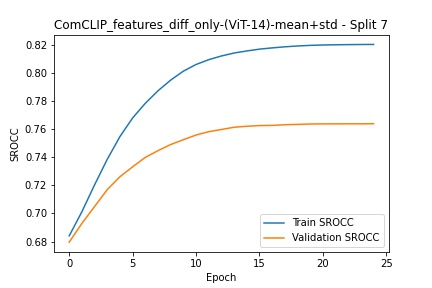 ComCLIP_features_diff_only-(ViT-14)-mean+std - Split 7
SROCC
0.82
0.80
0.78
0.76
0.74
0.72
0.70
0.68
Train SROCC
Validation SROCC
0 5 10 15 20 25
Epoch